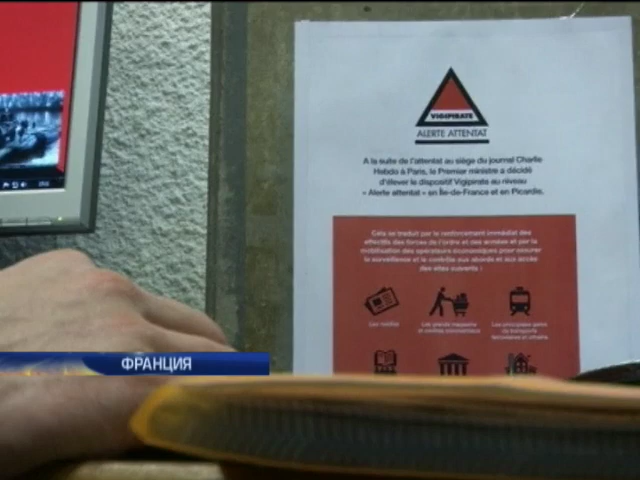 VIGIPIRATE
ALERTE ATTENTAT
A la suite de l'attentat au siège du journal Charlie
Hebdo à Paris, le Premier ministre a décidé
d'élever le dispositif Vigipirate au niveau
« Alerte attentat » en Île-de-France et en Picardie.
Cela se traduit par le renforcement immédiat des
effectifs des forces de l'ordre et des armées et par la
mobilisation des opérateurs économiques pour assurer
la surveillance et le contrôle aux abords et aux accès
des sites suivants :
Les médias
Les grands magasins
et centres commerciaux
Les principales gares
de transports
ferroviaires et
ФРАНЦИЯ